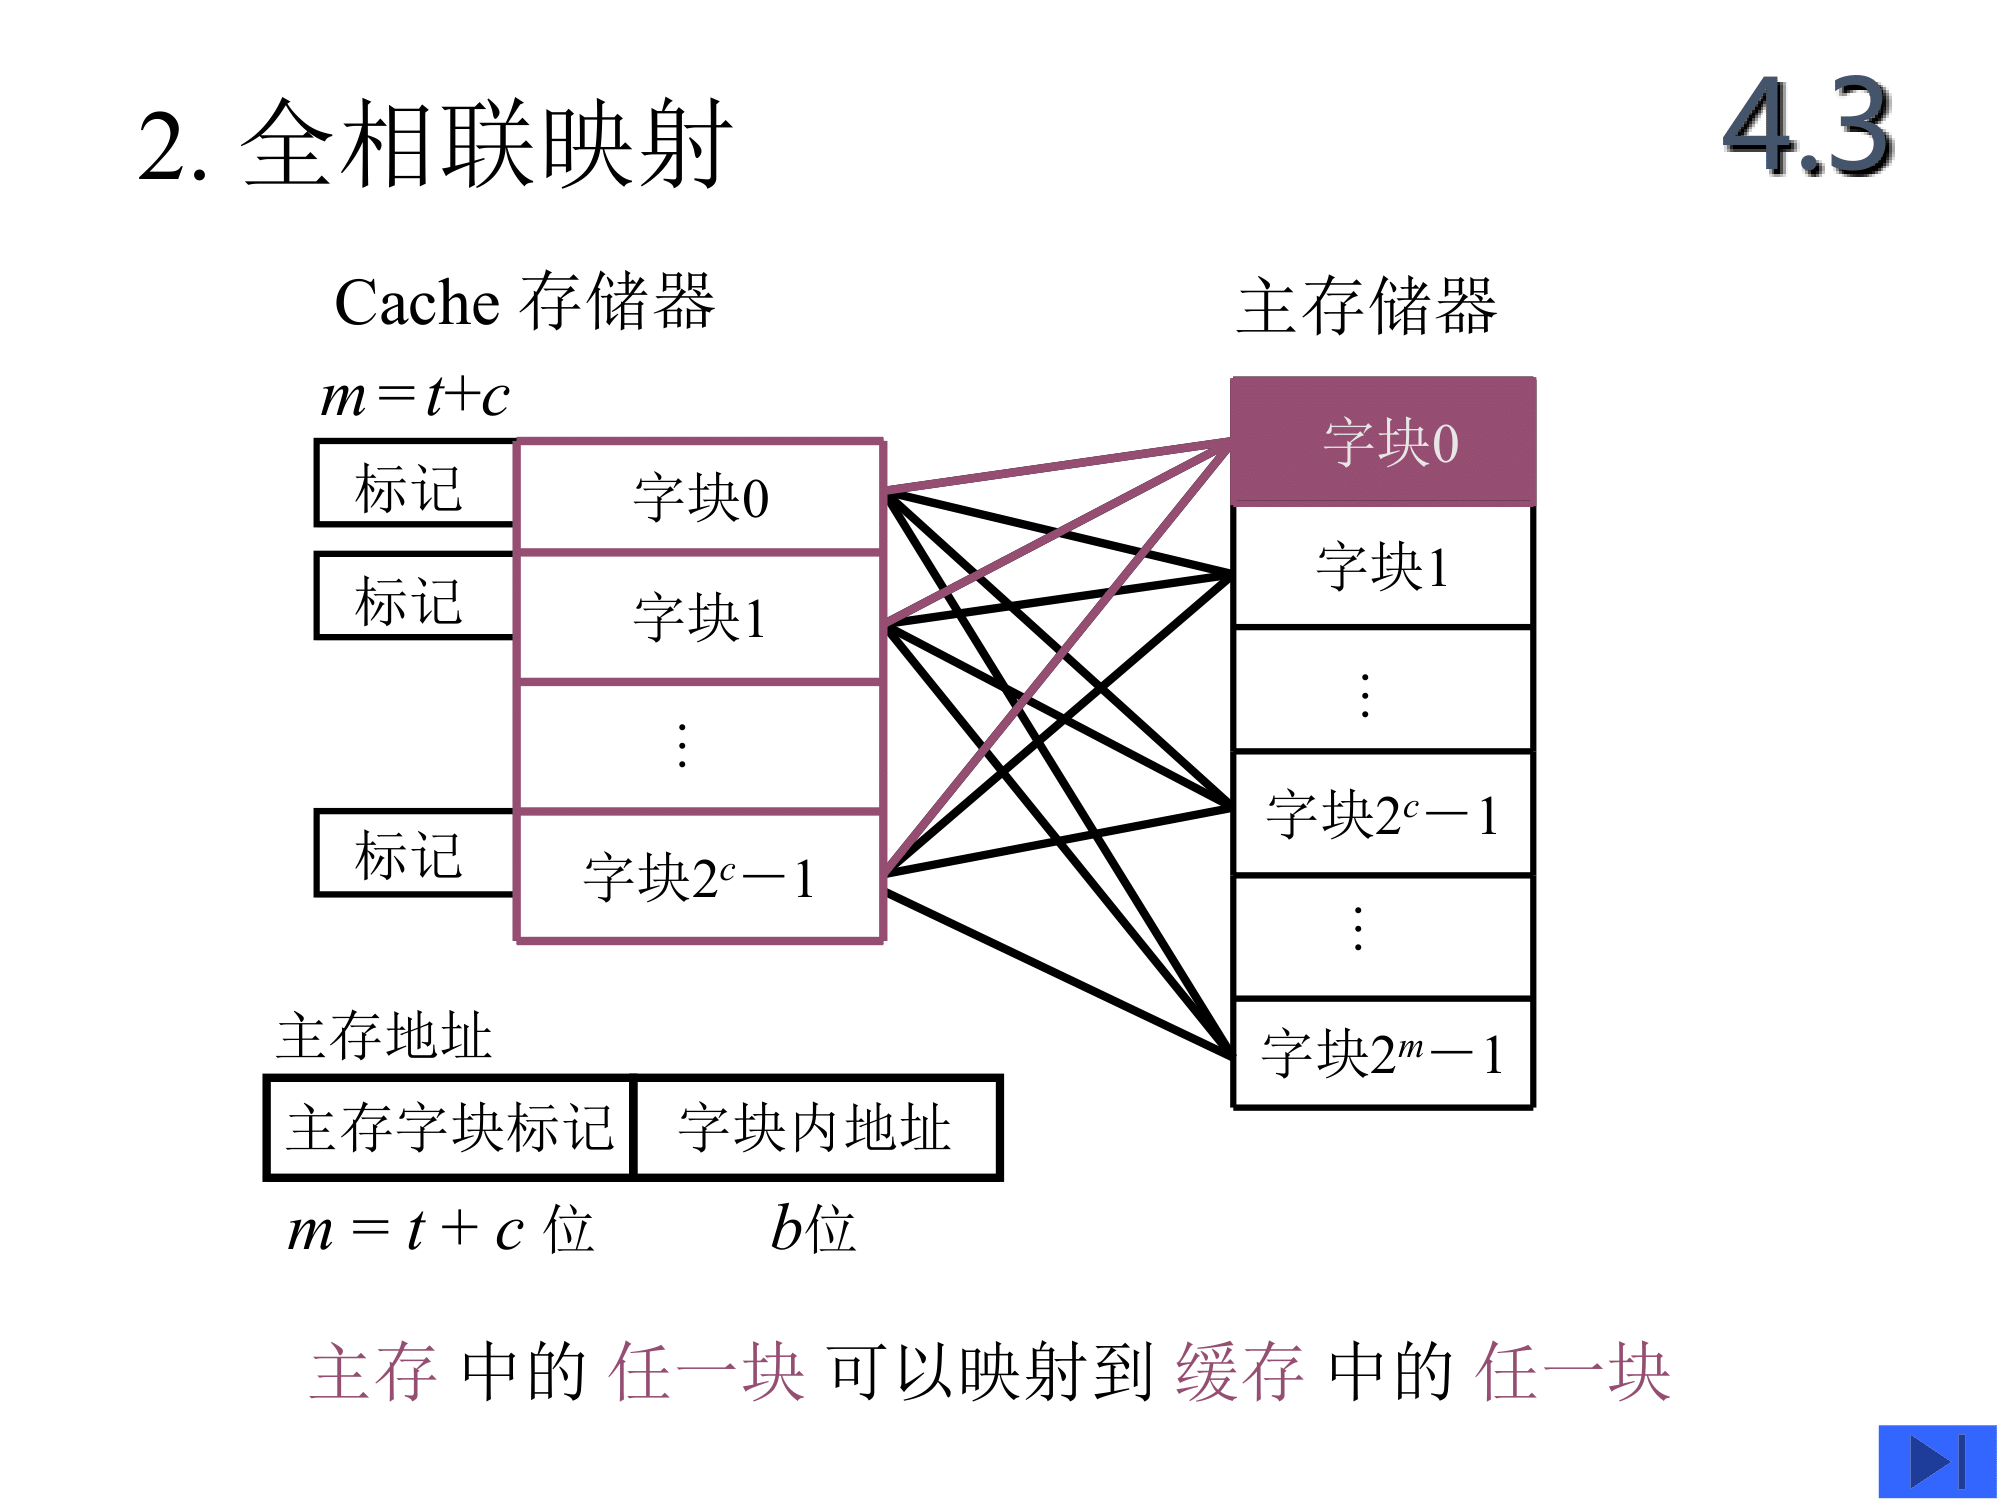 2. 全相联映射
4.3
Cache 存储器
主存储器
m = t+c
标记
字块0
标记
字块1
⋮
标记
字块2ᶜ－1
字块0
字块1
⋮
字块2ᶜ－1
⋮
字块2ᵐ－1
主存地址
主存字块标记
字块内地址
m = t + c 位
b位
主存 中的 任一块 可以映射到 缓存 中的 任一块